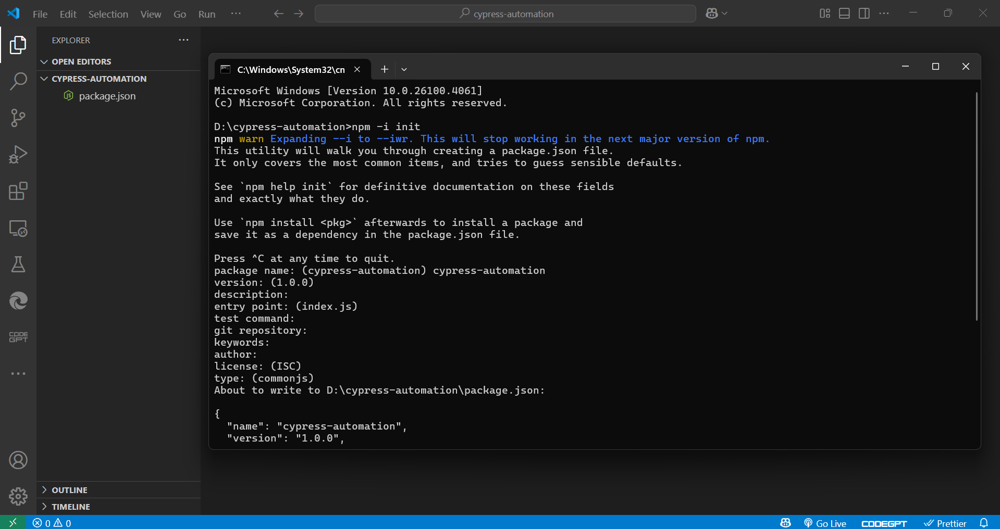 File Edit Selection View Go Run ···
cypress-automation
EXPLORER
OPEN EDITORS
CYPRESS-AUTOMATION
JS package.json
C:\Windows\System32\cn
Microsoft Windows [Version 10.0.26100.4061]
(c) Microsoft Corporation. All rights reserved.
D:\cypress-automation>npm -i init
npm warn Expanding --i to --iwr. This will stop working in the next major version of npm.
This utility will walk you through creating a package.json file.
It only covers the most common items, and tries to guess sensible defaults.
See `npm help init` for definitive documentation on these fields
and exactly what they do.
Use `npm install <pkg>` afterwards to install a package and
save it as a dependency in the package.json file.
Press ^C at any time to quit.
package name: (cypress-automation) cypress-automation
version: (1.0.0)
description:
entry point: (index.js)
test command:
git repository:
keywords:
author:
license: (ISC)
type: (commonjs)
About to write to D:\cypress-automation\package.json:
{
"name": "cypress-automation",
"version": "1.0.0",
CODE
GPT
OUTLINE
TIMELINE
0 0
Go Live CODEGPT Prettier